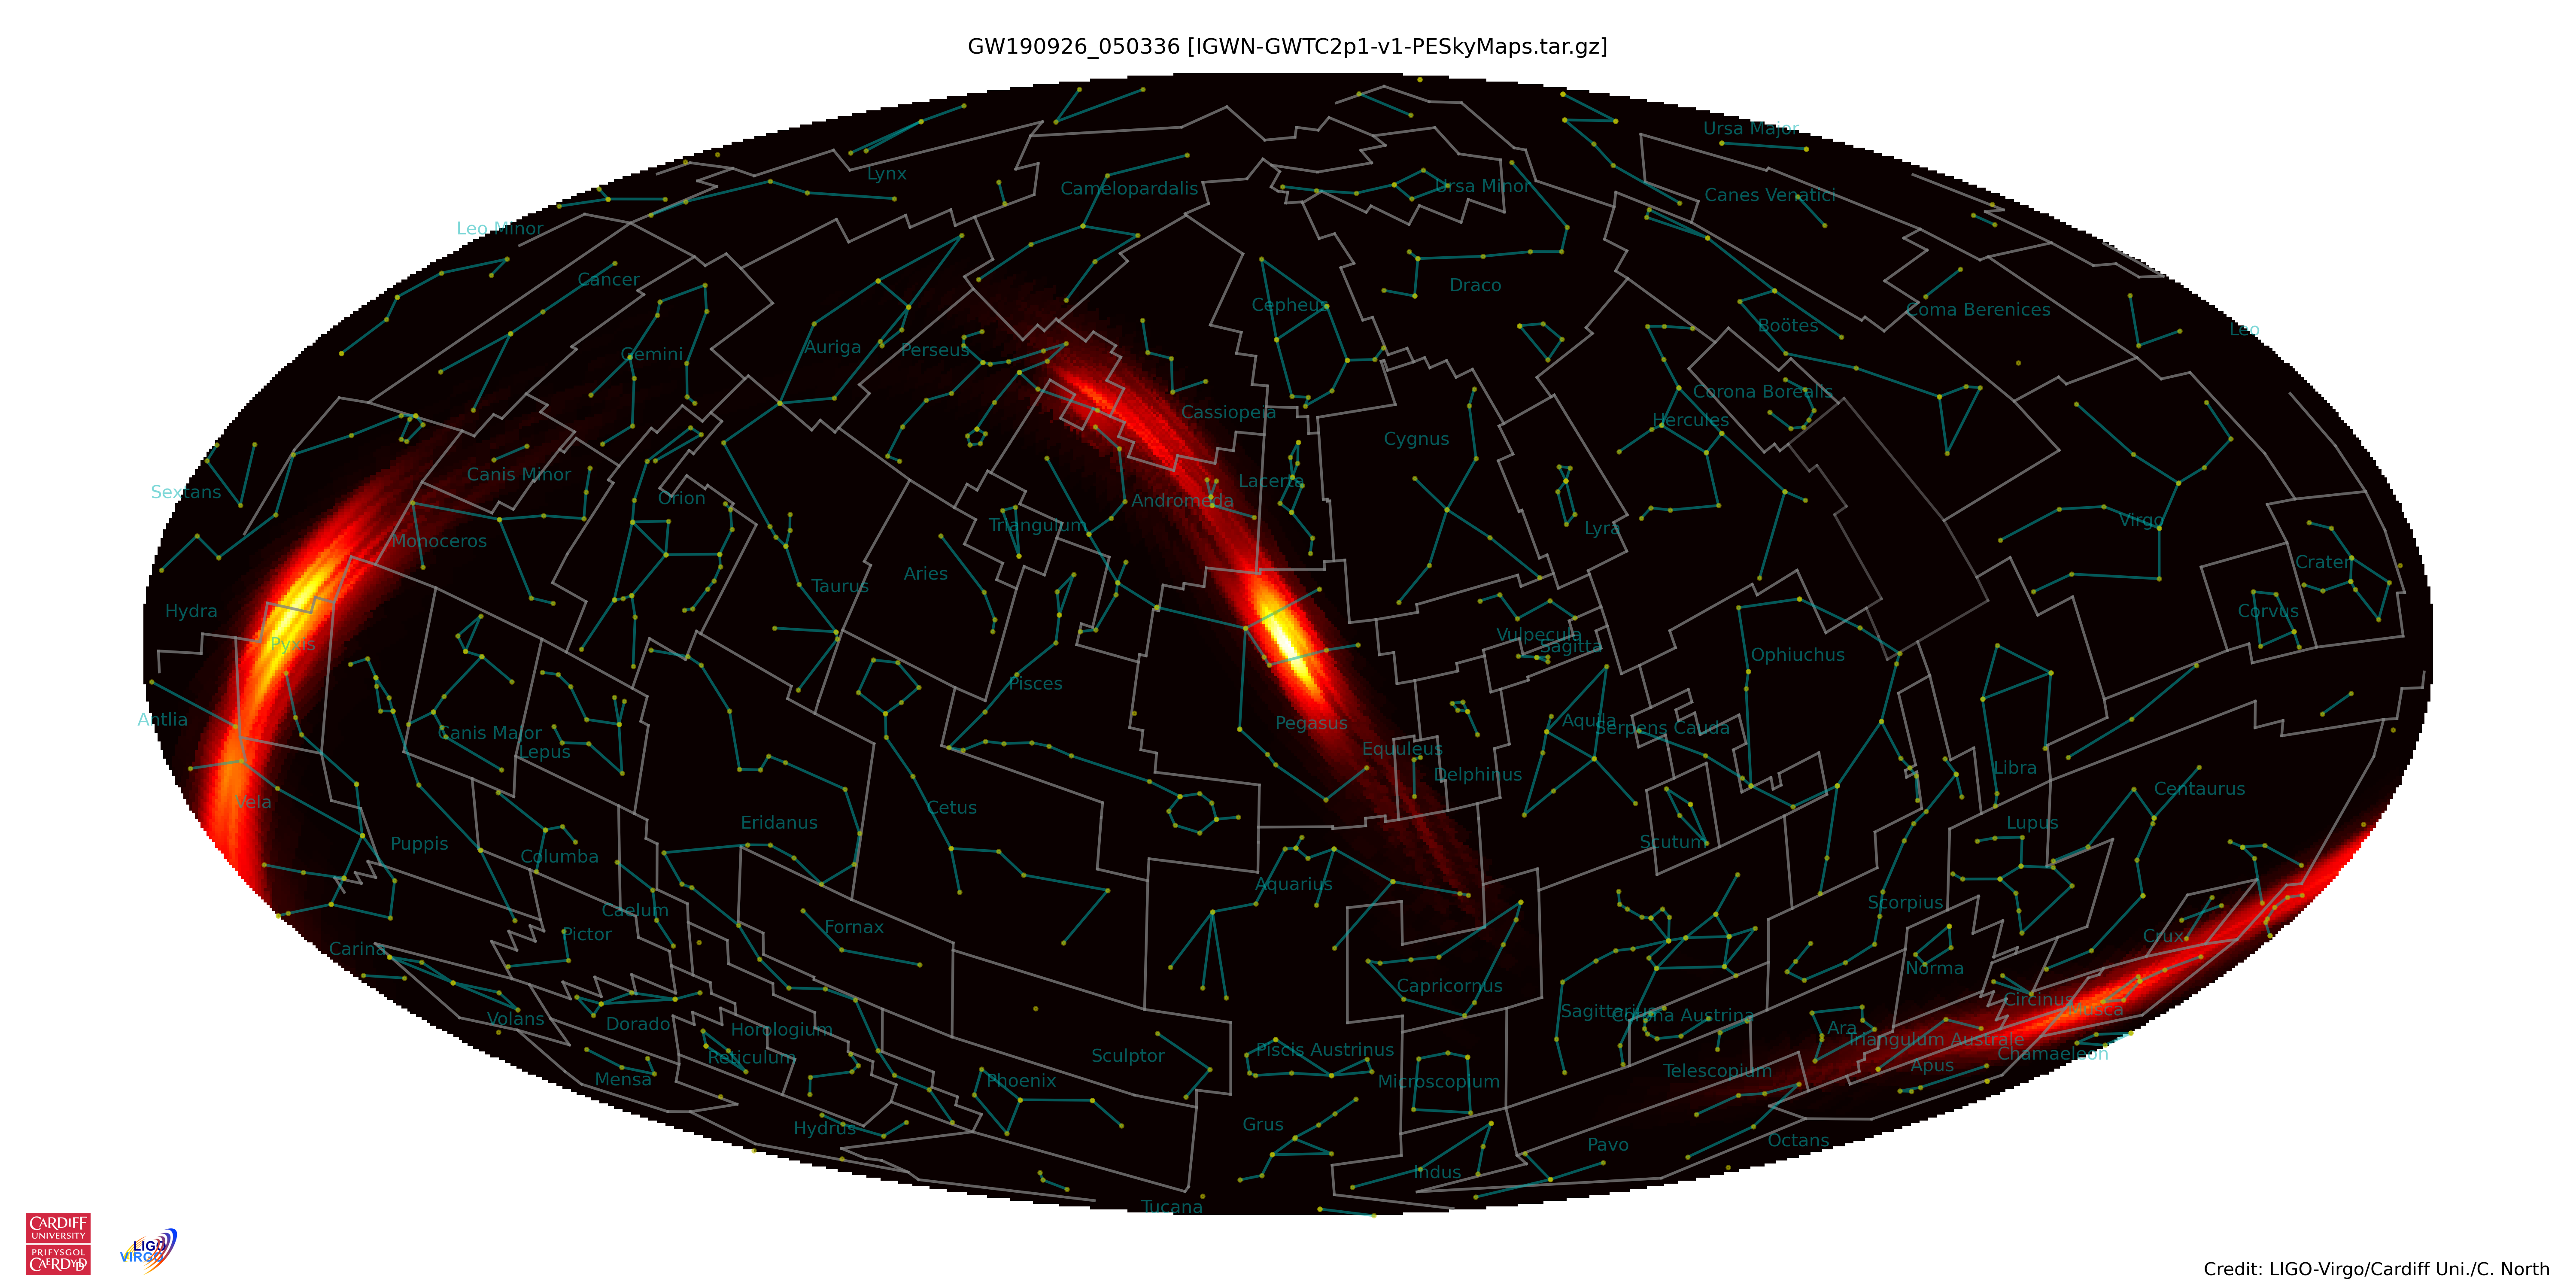 GW190926_050336 [IGWN-GWTC2p1-v1-PESkyMaps.tar.gz]
Ursa Major
Lynx
Camelopardalis
Ursa Minor
Canes Venatici
Leo Minor
Cancer
Cepheus
Draco
Coma Berenices
Boötes
Leo
Gemini
Auriga
Perseus
Corona Borealis
Cassiopeia
Hercules
Cygnus
Canis Minor
Lacerta
Sextans
Orion
Andromeda
Triangulum
Lyra
Virgo
Monoceros
Crater
Aries
Taurus
Hydra
Corvus
Vulpecula
Sagitta
Pyxis
Ophiuchus
Pisces
Antlia
Pegasus
Aquila
Serpens Cauda
Canis Major
Lepus
Equuleus
Delphinus
Libra
Centaurus
Vela
Cetus
Eridanus
Lupus
Puppis
Scutum
Columba
Aquarius
Scorpius
Caelum
Fornax
Pictor
Crux
Carina
Norma
Capricornus
Circinus
Sagittarius
Corona Austrina
Musca
Volans
Dorado
Horologium
Ara
Triangulum Australe
Reticulum
Sculptor
Piscis Austrinus
Chamaeleon
Apus
Telescopium
Mensa
Phoenix
Microscopium
Hydrus
Grus
Octans
Pavo
Indus
Tucana
CARDIFF
UNIVERSITY
PRIFYSGOL
CAERDYDD
LIGO
VIRGO
Credit: LIGO-Virgo/Cardiff Uni./C. North